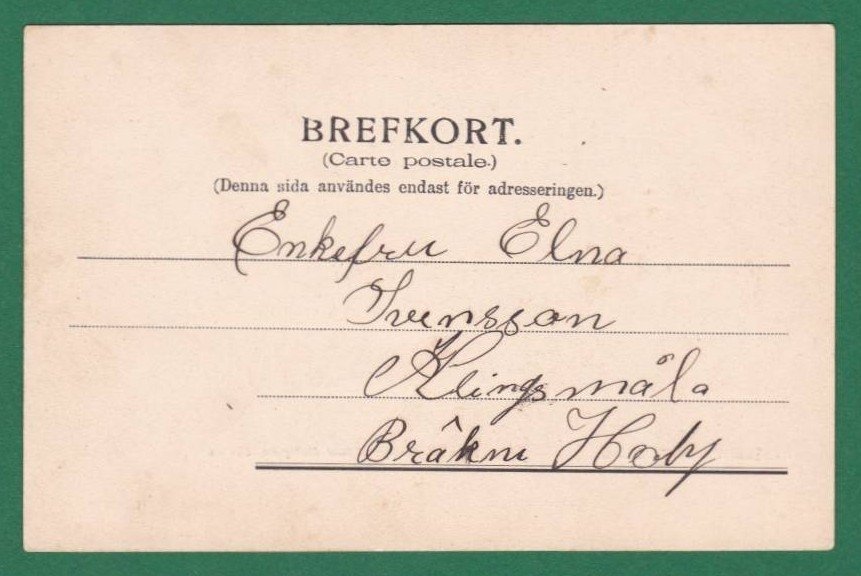 BREFKORT.
(Carte postale.)
(Denna sida användes endast för adresseringen.)
Enkefru Elna
Svensson
Klingsmåla
Bräkne Hoby